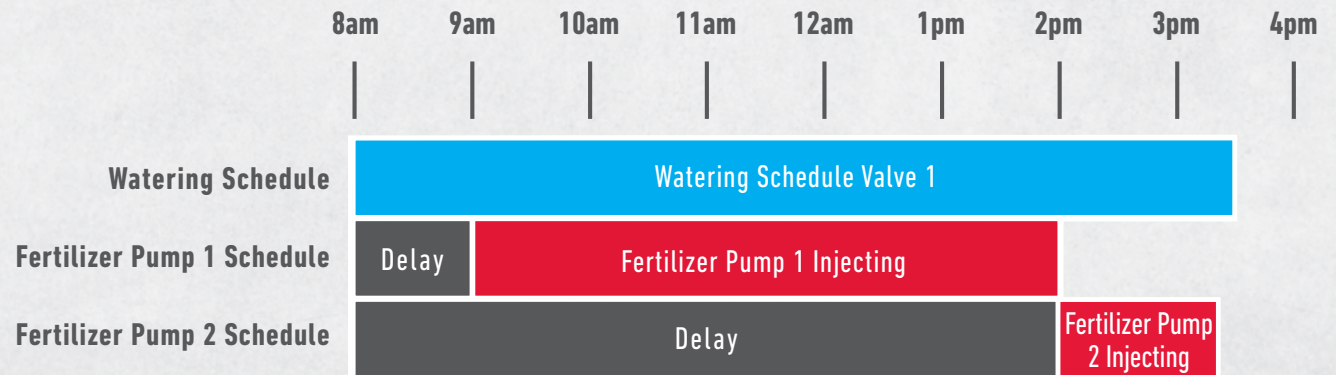 8am 9am 10am 11am 12am 1pm 2pm 3pm 4pm
Watering Schedule Watering Schedule Valve 1
Fertilizer Pump 1 Schedule Delay Fertilizer Pump 1 Injecting
Fertilizer Pump 2 Schedule Delay Fertilizer Pump
2 Injecting